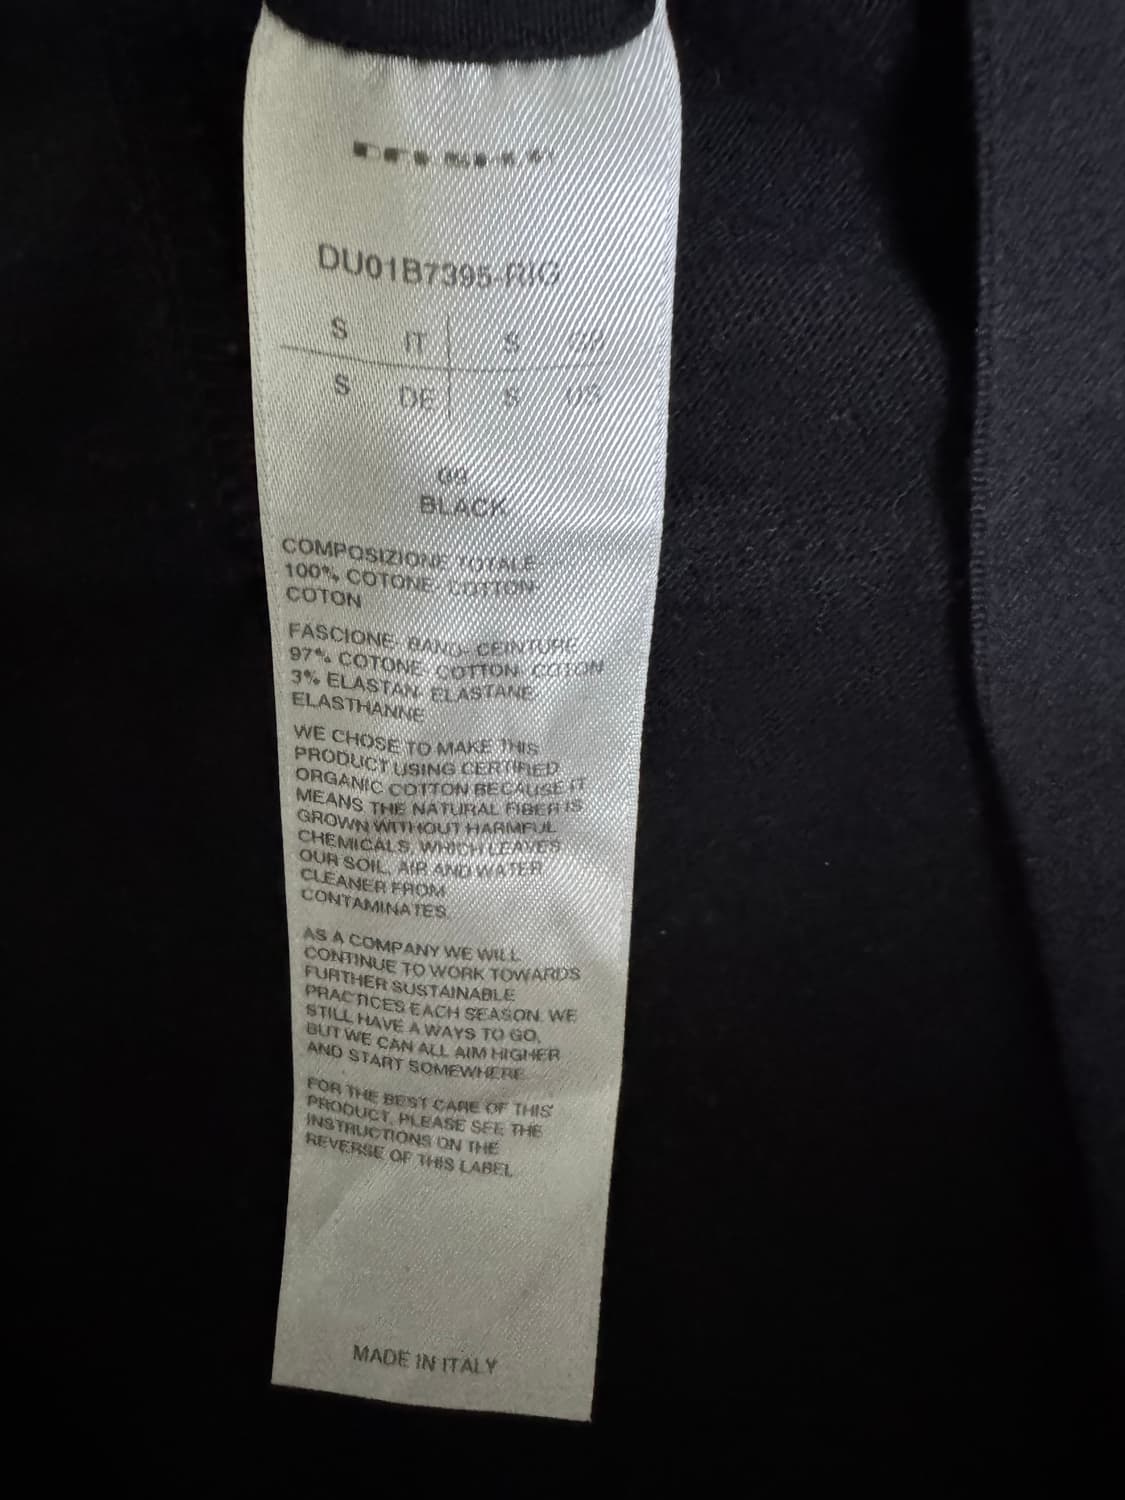 DU01B7395-RIG
S IT S GB
S DE S US
09
BLACK
COMPOSIZIONE TOTALE-
100% COTONE- COTTON-
COTON
FASCIONE- BAND- CEINTURE
97% COTONE- COTTON- COTON
3% ELASTAN- ELASTANE
ELASTHANNE
WE CHOSE TO MAKE THIS
PRODUCT USING CERTIFIED
ORGANIC COTTON BECAUSE IT
MEANS THE NATURAL FIBER IS
GROWN WITHOUT HARMFUL
CHEMICALS, WHICH LEAVES
OUR SOIL, AIR AND WATER
CLEANER FROM
CONTAMINATES.
AS A COMPANY WE WILL
CONTINUE TO WORK TOWARDS
FURTHER SUSTAINABLE
PRACTICES EACH SEASON. WE
STILL HAVE A WAYS TO GO,
BUT WE CAN ALL AIM HIGHER
AND START SOMEWHERE.
FOR THE BEST CARE OF THIS
PRODUCT, PLEASE SEE THE
INSTRUCTIONS ON THE
REVERSE OF THIS LABEL
MADE IN ITALY